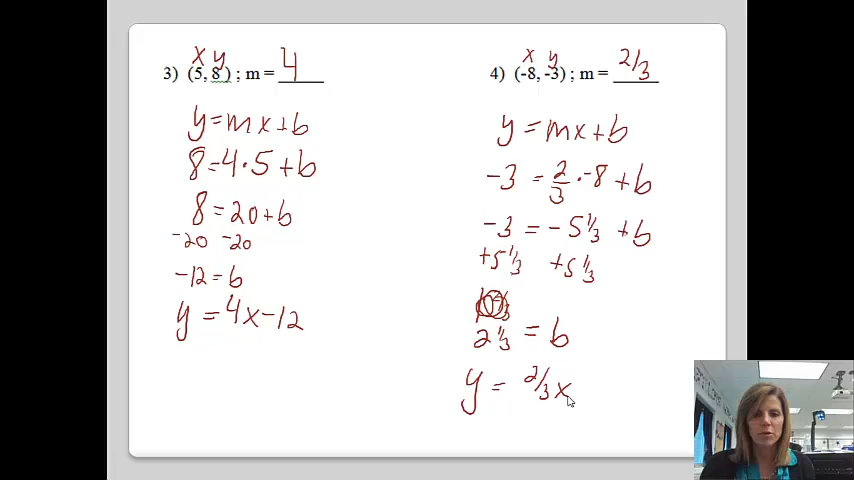 x y
3) (5, 8 ) ; m = 4
y = mx + b
8 = 4 · 5 + b
8 = 20 + b
-20 -20
-12 = b
y = 4x - 12
x y
4) (-8, -3) ; m = 2/3
y = mx + b
-3 = 2/3 · -8 + b
-3 = -5 1/3 + b
+5 1/3 +5 1/3
2 1/3 = b
y = 2/3 x